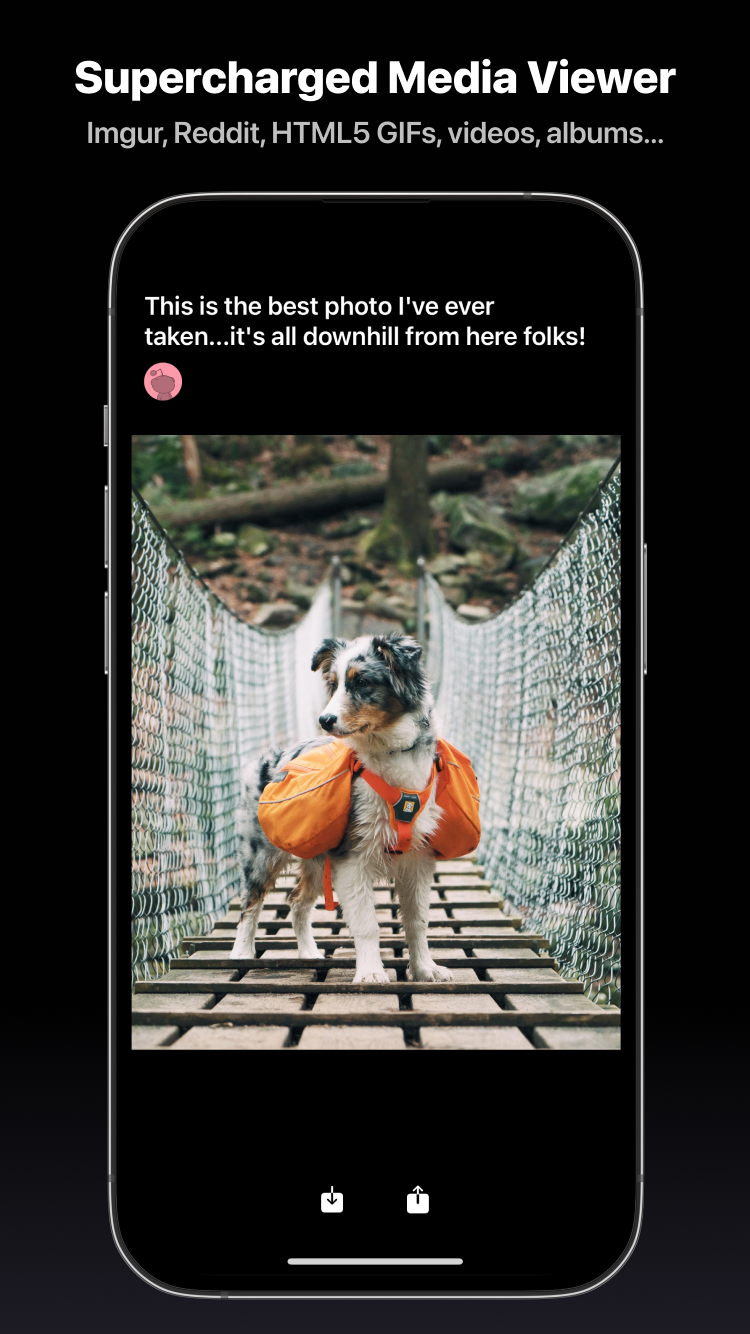 Supercharged Media Viewer
Imgur, Reddit, HTML5 GIFs, videos, albums...
This is the best photo I've ever
taken...it's all downhill from here folks!